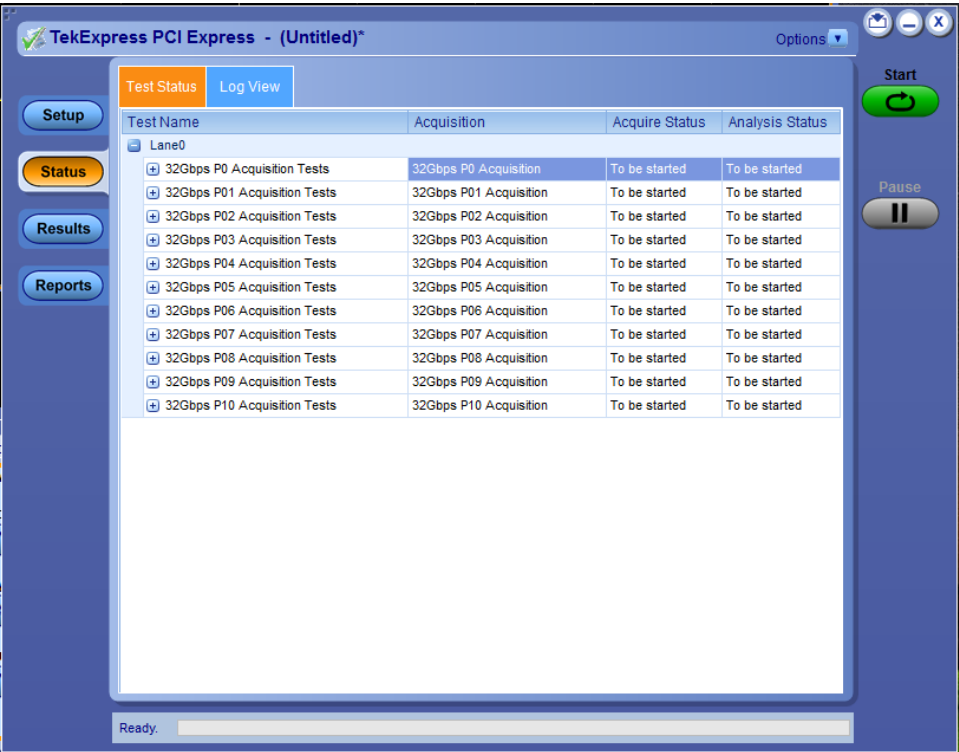 TekExpress PCI Express - (Untitled)*
Options
X
Start
Pause
Setup
Status
Results
Reports
Test Status Log View
Test Name Acquisition Acquire Status Analysis Status
Lane0
32Gbps P0 Acquisition Tests 32Gbps P0 Acquisition To be started To be started
32Gbps P01 Acquisition Tests 32Gbps P01 Acquisition To be started To be started
32Gbps P02 Acquisition Tests 32Gbps P02 Acquisition To be started To be started
32Gbps P03 Acquisition Tests 32Gbps P03 Acquisition To be started To be started
32Gbps P04 Acquisition Tests 32Gbps P04 Acquisition To be started To be started
32Gbps P05 Acquisition Tests 32Gbps P05 Acquisition To be started To be started
32Gbps P06 Acquisition Tests 32Gbps P06 Acquisition To be started To be started
32Gbps P07 Acquisition Tests 32Gbps P07 Acquisition To be started To be started
32Gbps P08 Acquisition Tests 32Gbps P08 Acquisition To be started To be started
32Gbps P09 Acquisition Tests 32Gbps P09 Acquisition To be started To be started
32Gbps P10 Acquisition Tests 32Gbps P10 Acquisition To be started To be started
Ready.